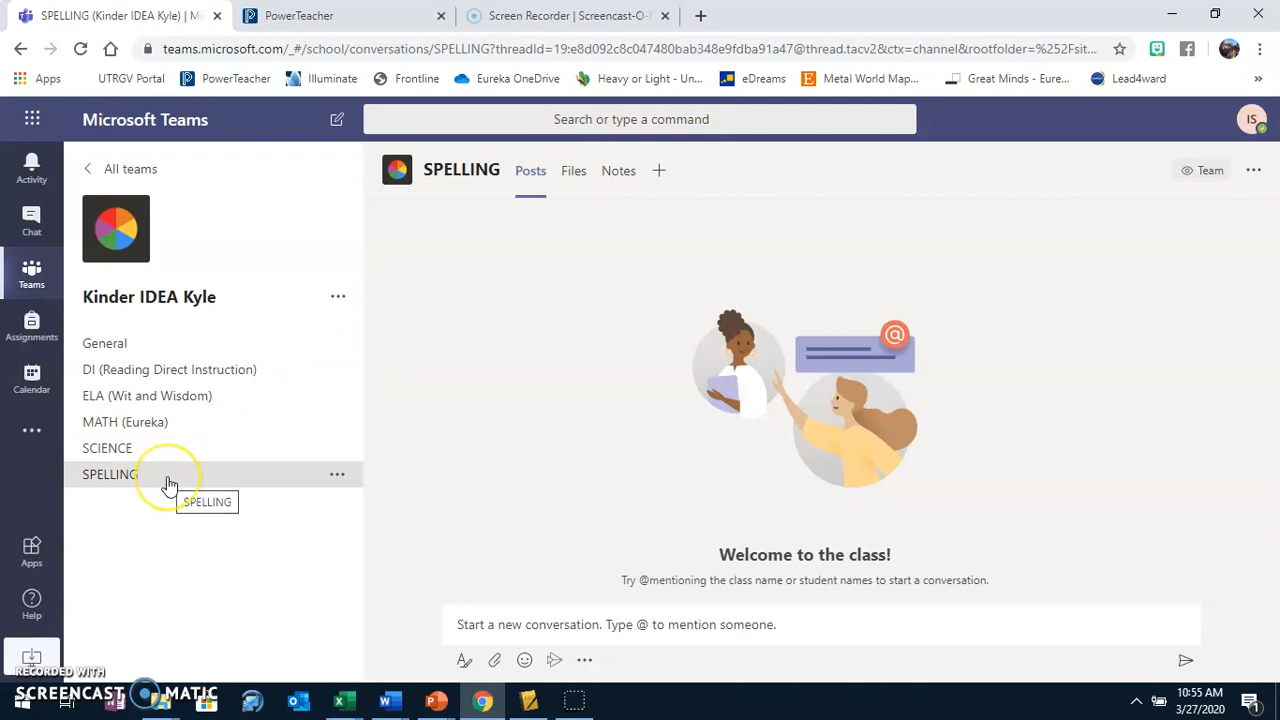 SPELLING (Kinder IDEA Kyle) | M
PowerTeacher
Screen Recorder | Screencast-O-
teams.microsoft.com/_#/school/conversations/SPELLING?threadId=19:e8d092c8c047480bab348e9fdba91a47@thread.tacv2&ctx=channel&rootfolder=%252Fsit...
Apps
UTRGV Portal
PowerTeacher
Illuminate
Frontline
Eureka OneDrive
Heavy or Light - Un...
eDreams
Metal World Map...
Great Minds - Eure...
Lead4ward
»
Microsoft Teams
Search or type a command
IS
Activity
Chat
Teams
Assignments
Calendar
Apps
Help
All teams
Kinder IDEA Kyle
General
DI (Reading Direct Instruction)
ELA (Wit and Wisdom)
MATH (Eureka)
SCIENCE
SPELLING
SPELLING
SPELLING
Posts
Files
Notes
Team
@
Welcome to the class!
Try @mentioning the class name or student names to start a conversation.
Start a new conversation. Type @ to mention someone.
RECORDED WITH
SCREENCAST MATIC
10:55 AM
3/27/2020
1